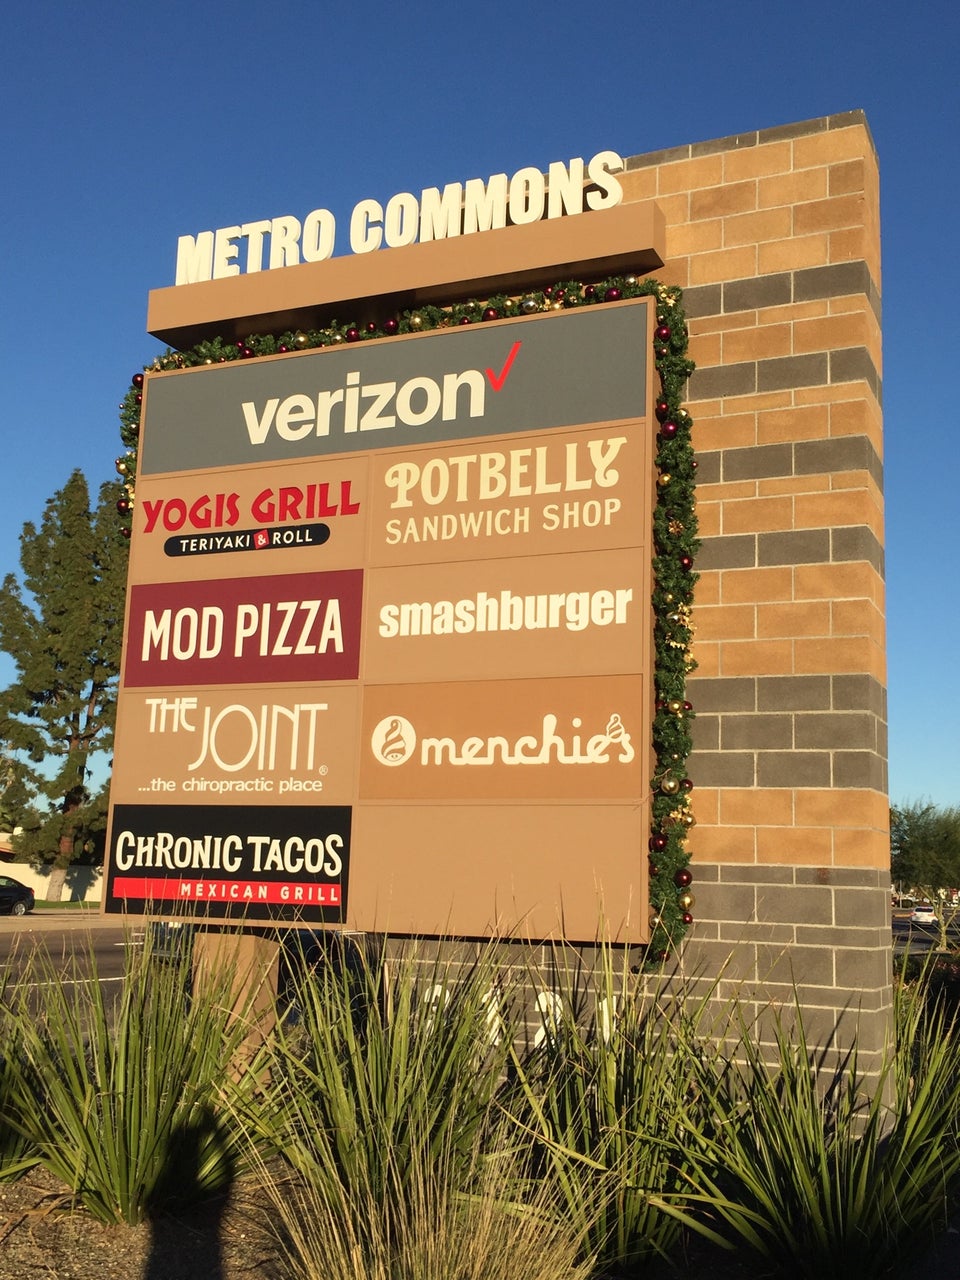 METRO COMMONS
verizon
YOGIS GRILL
TERIYAKI & ROLL
POTBELLY
SANDWICH SHOP
MOD PIZZA
smashburger
THE JOINT®
...the chiropractic place
menchie's
CHRONIC TACOS
MEXICAN GRILL